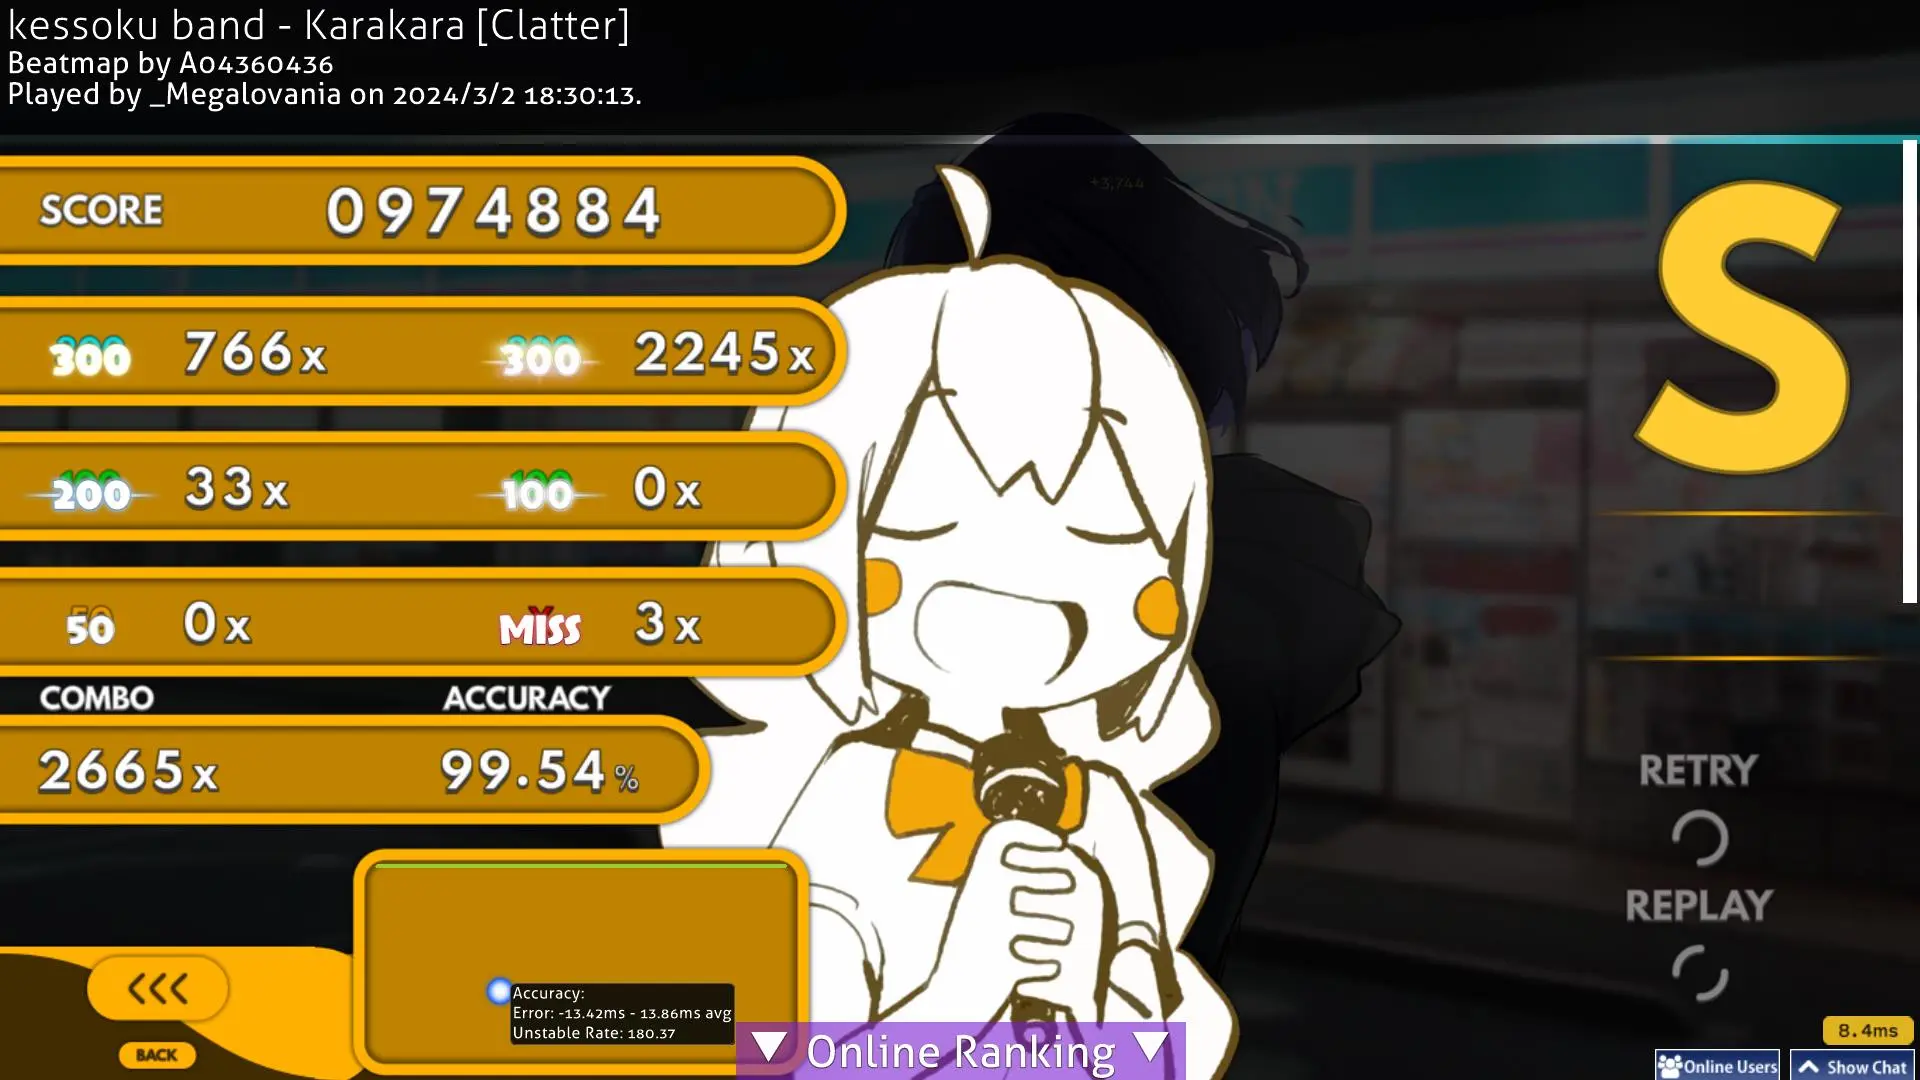 kessoku band - Karakara [Clatter]
Beatmap by A04360436
Played by _Megalovania on 2024/3/2 18:30:13.
+3,744
SCORE 0974884
300 766x 300 2245x
200 33x 100 0x
50 0x MISS 3x
COMBO ACCURACY
2665x 99.54%
S
RETRY
REPLAY
<<<
BACK
Accuracy:
Error: -13.42ms - 13.86ms avg
Unstable Rate: 180.37
▼ Online Ranking ▼
8.4ms
Online Users
Show Chat